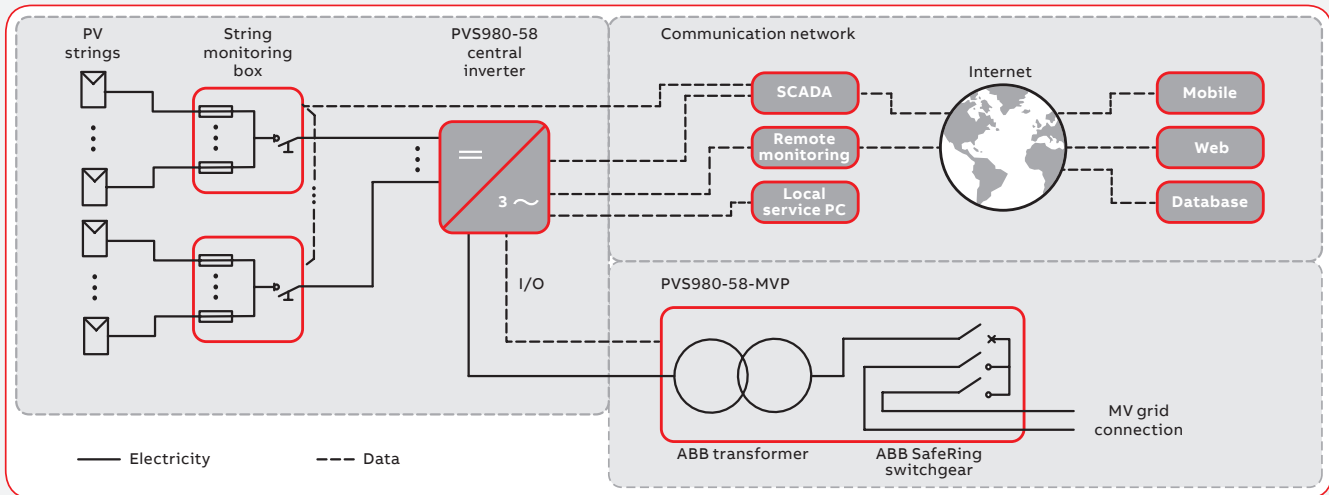 PV
strings
String
monitoring
box
PVS980-58
central
inverter
3
I/O
Communication network
SCADA
Remote
monitoring
Local
service PC
Internet
Mobile
Web
Database
PVS980-58-MVP
ABB transformer
ABB SafeRing
switchgear
MV grid
connection
Electricity
Data